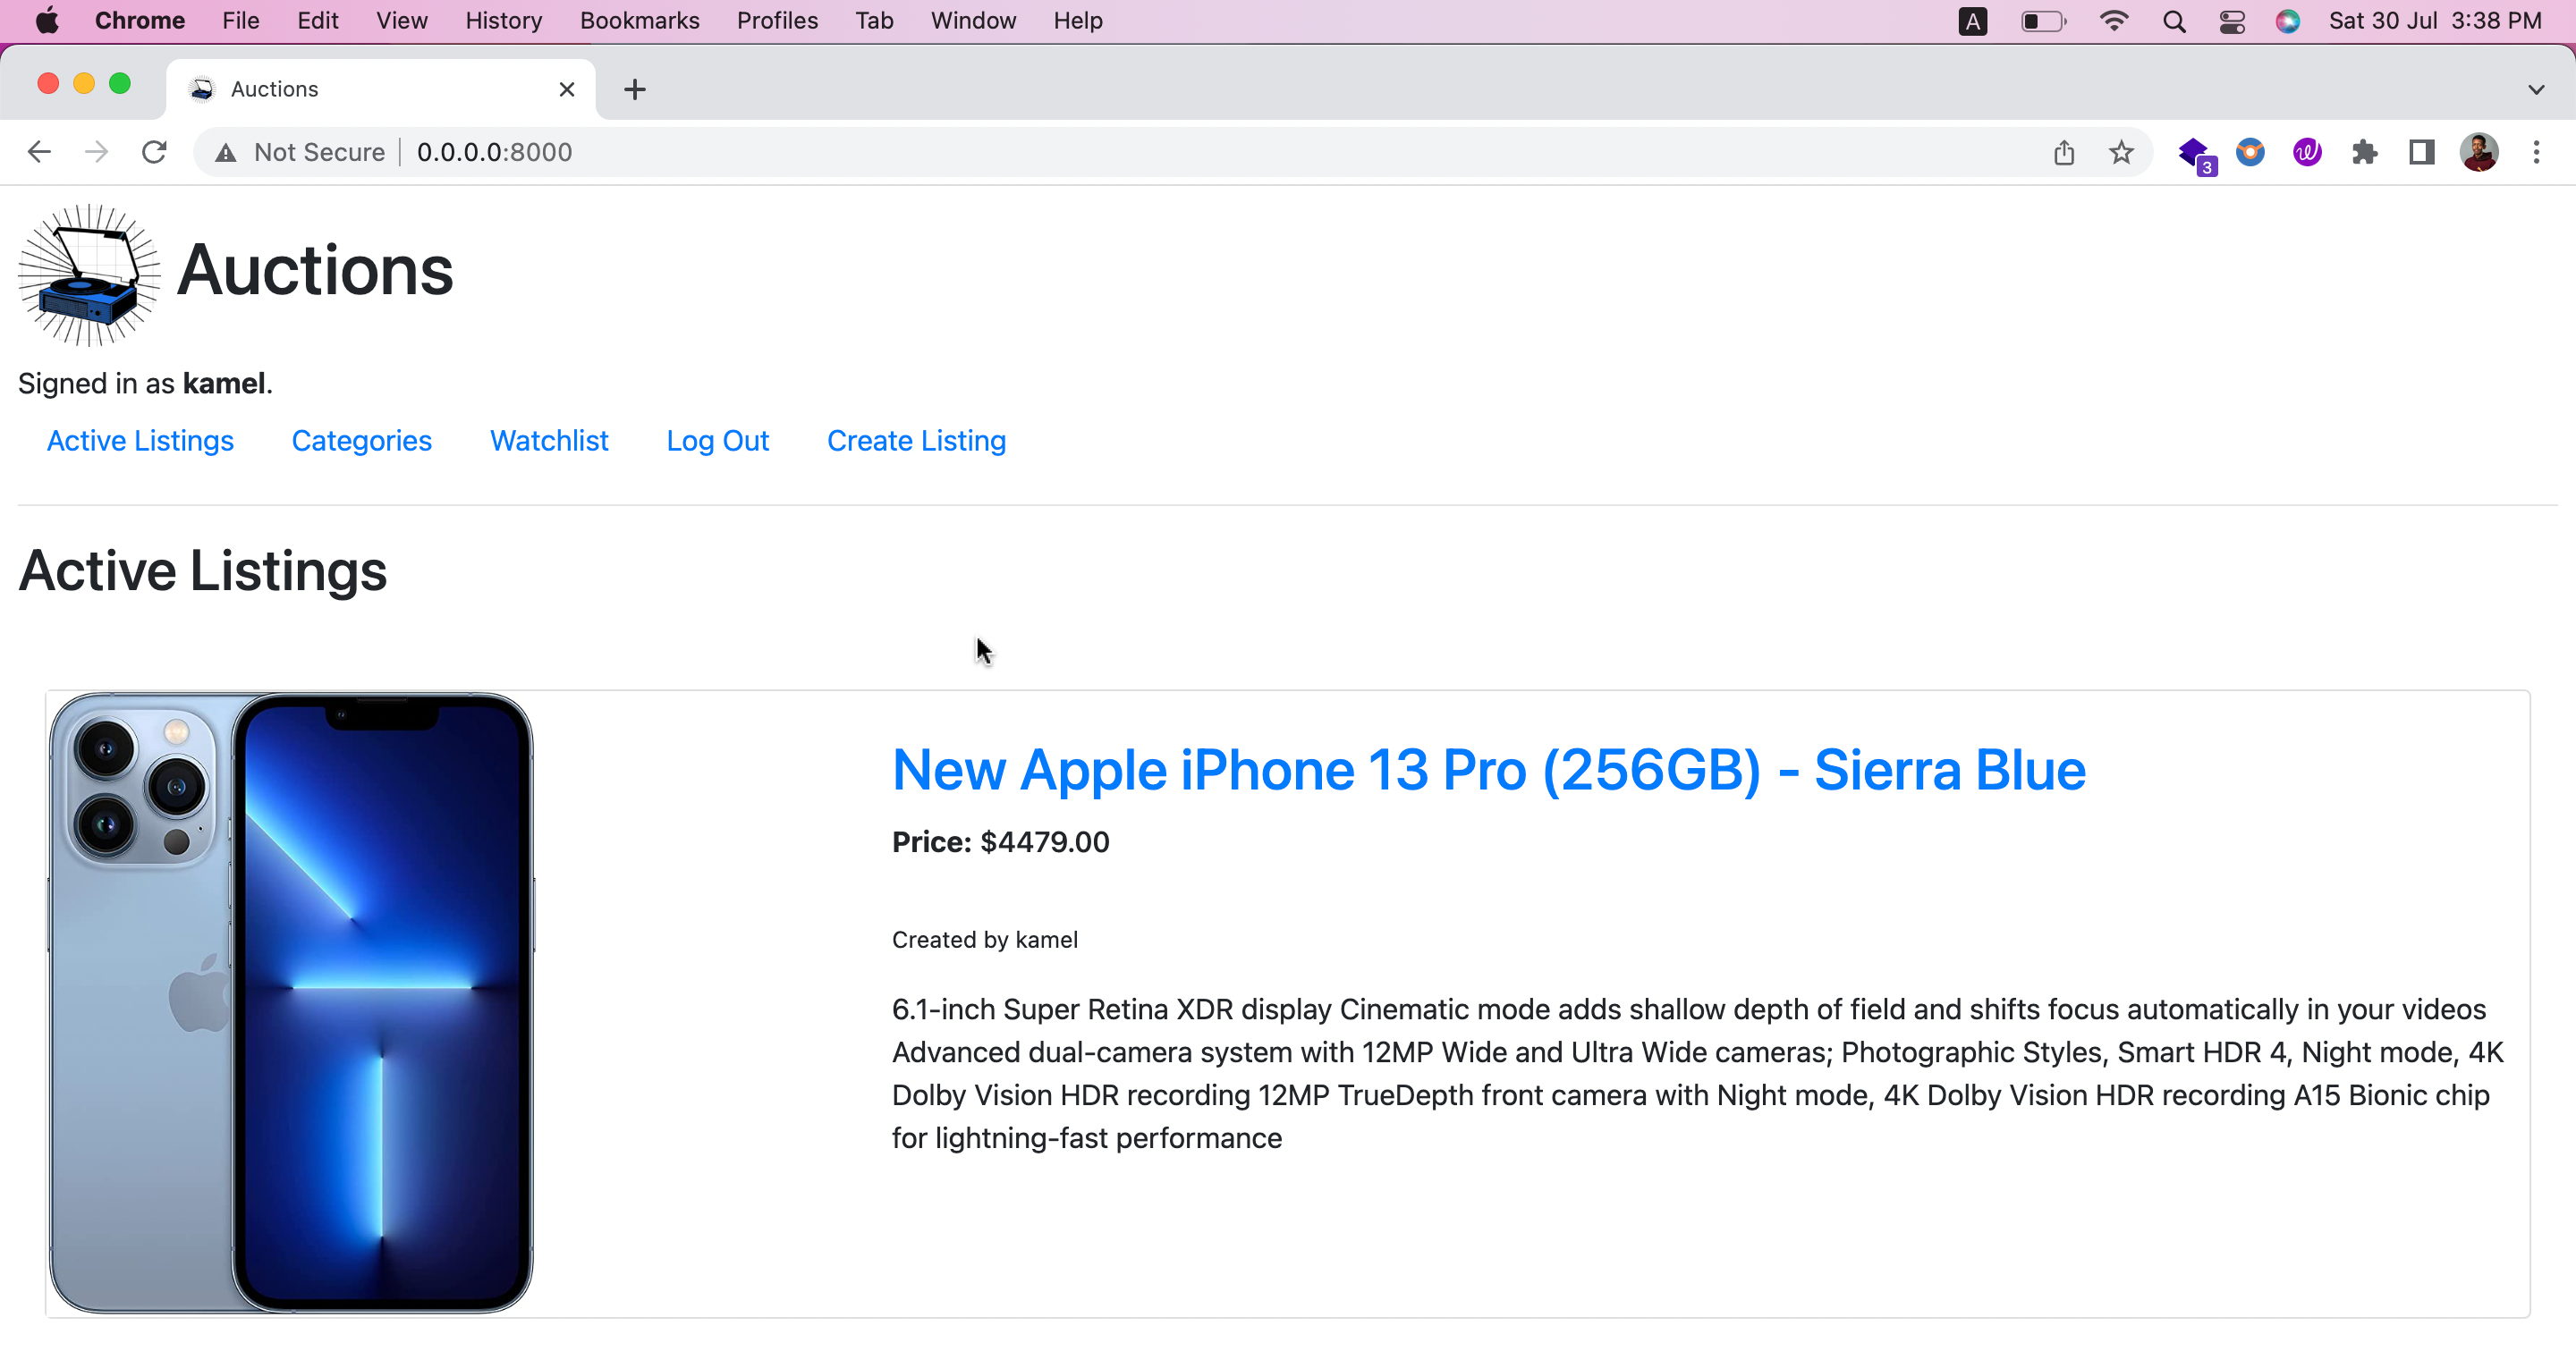 Chrome File Edit View History Bookmarks Profiles Tab Window Help A Sat 30 Jul 3:38 PM
Auctions
Not Secure 0.0.0.0:8000 3
Auctions
Signed in as kamel.
Active Listings Categories Watchlist Log Out Create Listing
Active Listings
New Apple iPhone 13 Pro (256GB) - Sierra Blue
Price: $4479.00
Created by kamel
6.1-inch Super Retina XDR display Cinematic mode adds shallow depth of field and shifts focus automatically in your videos
Advanced dual-camera system with 12MP Wide and Ultra Wide cameras; Photographic Styles, Smart HDR 4, Night mode, 4K
Dolby Vision HDR recording 12MP TrueDepth front camera with Night mode, 4K Dolby Vision HDR recording A15 Bionic chip
for lightning-fast performance